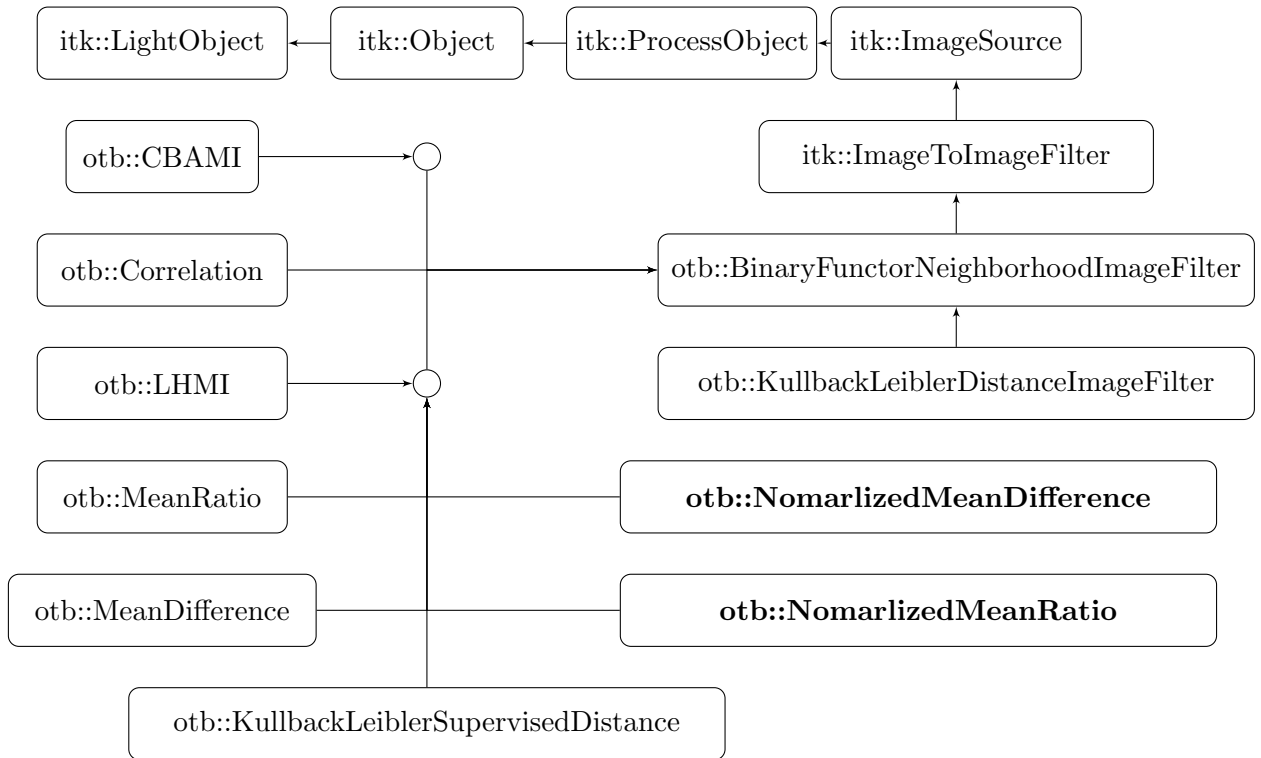 itk::LightObject
itk::Object
itk::ProcessObject
itk::ImageSource
otb::CBAMI
itk::ImageToImageFilter
otb::Correlation
otb::BinaryFunctorNeighborhoodImageFilter
otb::LHMI
otb::KullbackLeiblerDistanceImageFilter
otb::MeanRatio
otb::NomarlizedMeanDifference
otb::MeanDifference
otb::NomarlizedMeanRatio
otb::KullbackLeiblerSupervisedDistance